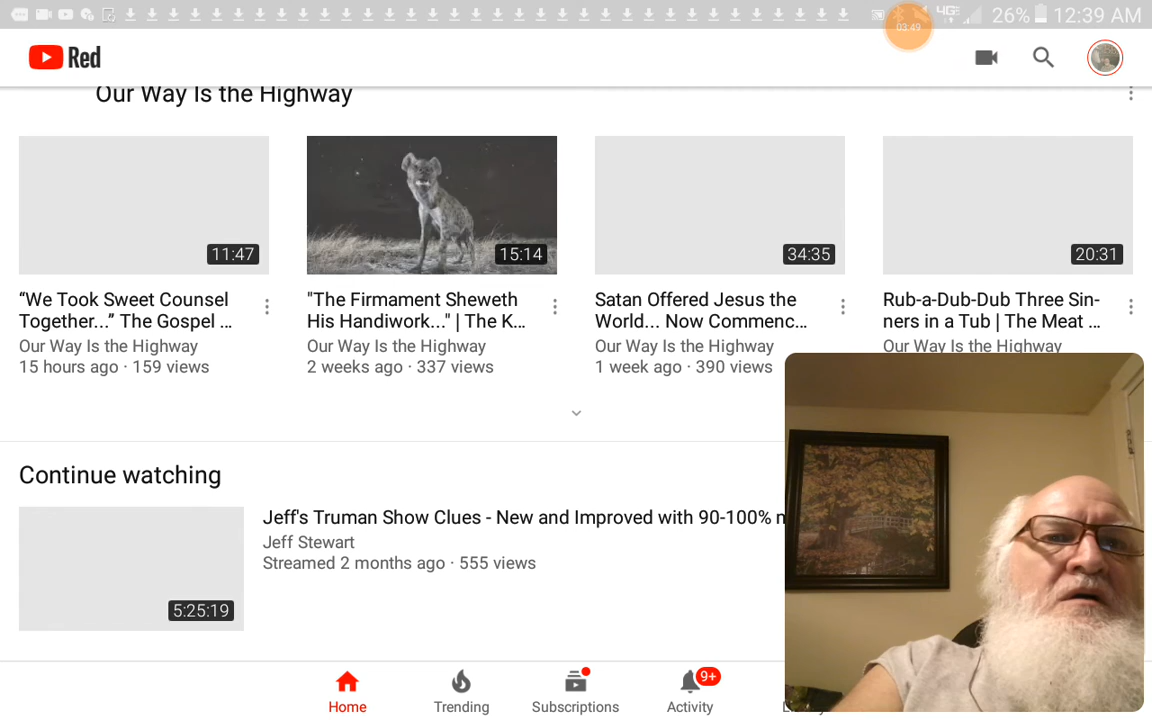 03:49
4G
26%
12:39 AM
Red
Our Way Is the Highway
11:47
15:14
34:35
20:31
“We Took Sweet Counsel
Together...” The Gospel ...
Our Way Is the Highway
15 hours ago · 159 views
"The Firmament Sheweth
His Handiwork..." | The K...
Our Way Is the Highway
2 weeks ago · 337 views
Satan Offered Jesus the
World... Now Commenc...
Our Way Is the Highway
1 week ago · 390 views
Rub-a-Dub-Dub Three Sin-
ners in a Tub | The Meat ...
Our Way Is the Highway
Continue watching
5:25:19
Jeff's Truman Show Clues - New and Improved with 90-100%
Jeff Stewart
Streamed 2 months ago · 555 views
Home
Trending
Subscriptions
9+
Activity